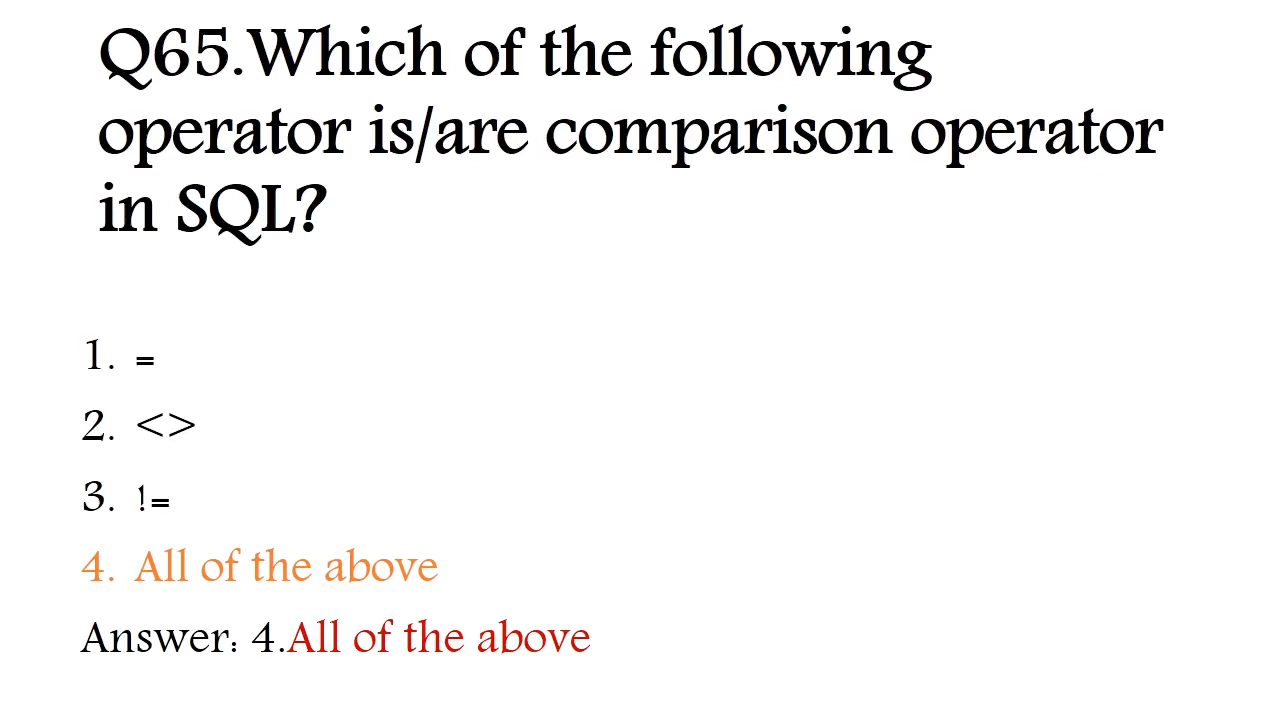 Q65.Which of the following
operator is/are comparison operator
in SQL?
1. =
2. <>
3. !=
4. All of the above
Answer: 4.All of the above